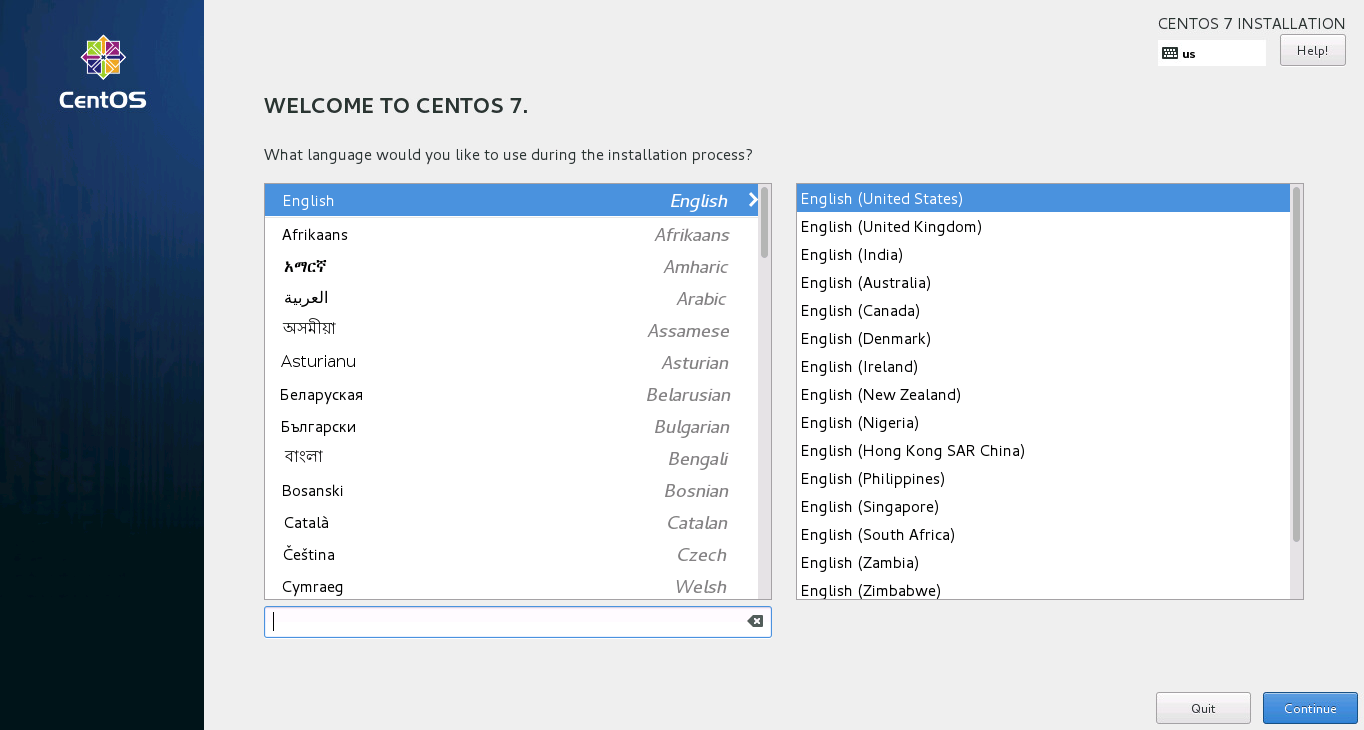 CentOS
CENTOS 7 INSTALLATION
us
Help!
WELCOME TO CENTOS 7.
What language would you like to use during the installation process?
English English
Afrikaans Afrikaans
አማርኛ Amharic
العربية Arabic
অসমীয়া Assamese
Asturianu Asturian
Беларуская Belarusian
Български Bulgarian
বাংলা Bengali
Bosanski Bosnian
Català Catalan
Čeština Czech
Cymraeg Welsh
English (United States)
English (United Kingdom)
English (India)
English (Australia)
English (Canada)
English (Denmark)
English (Ireland)
English (New Zealand)
English (Nigeria)
English (Hong Kong SAR China)
English (Philippines)
English (Singapore)
English (South Africa)
English (Zambia)
English (Zimbabwe)
Quit
Continue